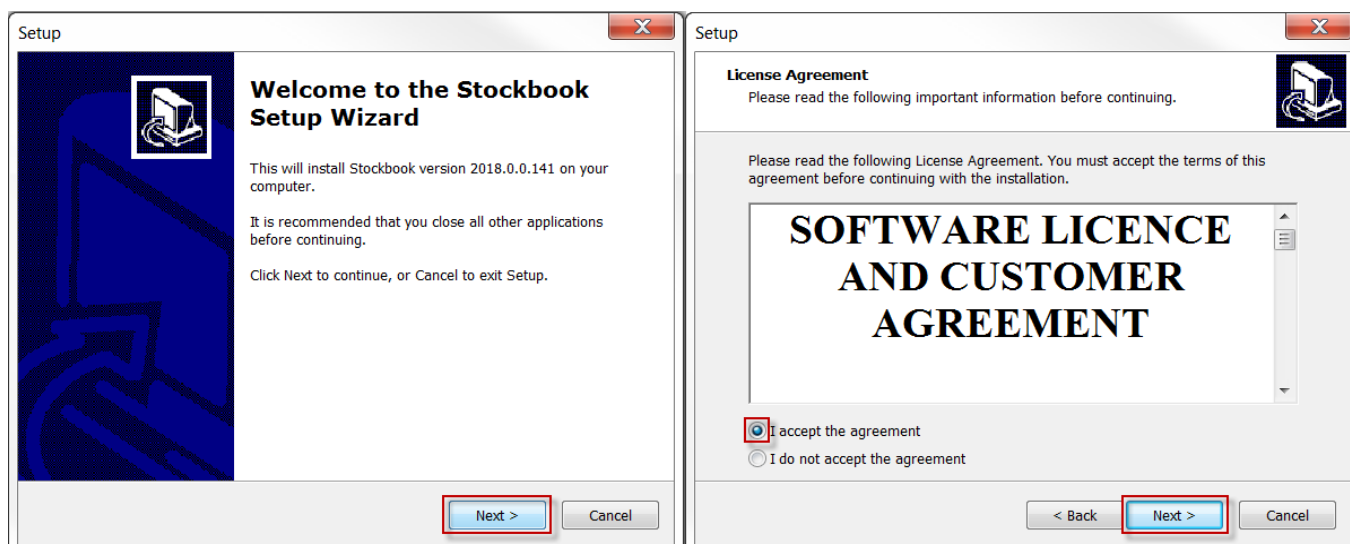 Setup
Welcome to the Stockbook
Setup Wizard
This will install Stockbook version 2018.0.0.141 on your
computer.
It is recommended that you close all other applications
before continuing.
Click Next to continue, or Cancel to exit Setup.
Next >
Cancel
Setup
License Agreement
Please read the following important information before continuing.
Please read the following License Agreement. You must accept the terms of this
agreement before continuing with the installation.
SOFTWARE LICENCE
AND CUSTOMER
AGREEMENT
I accept the agreement
I do not accept the agreement
< Back
Next >
Cancel